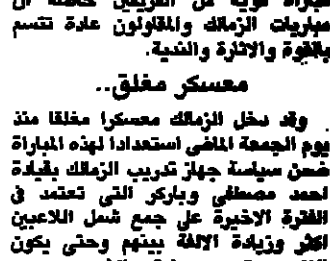 مباراة قوية من الفريقين خاصة ان
مباريات الزمالك والمقاولون عادة تتسم
بالقوة والاثارة والندية.
معسكر مغلق..
وقد دخل الزمالك معسكرا مغلقا منذ
يوم الجمعة الماضى استعدادا لهذه المباراة
ضمن سياسة جهاز تدريب الزمالك بقيادة
احمد مصطفى وباركر التى تعتمد فى
الفترة الاخيرة على جمع شمل اللاعبين
اكثر وزيادة الالفة بينهم وحتى يكون